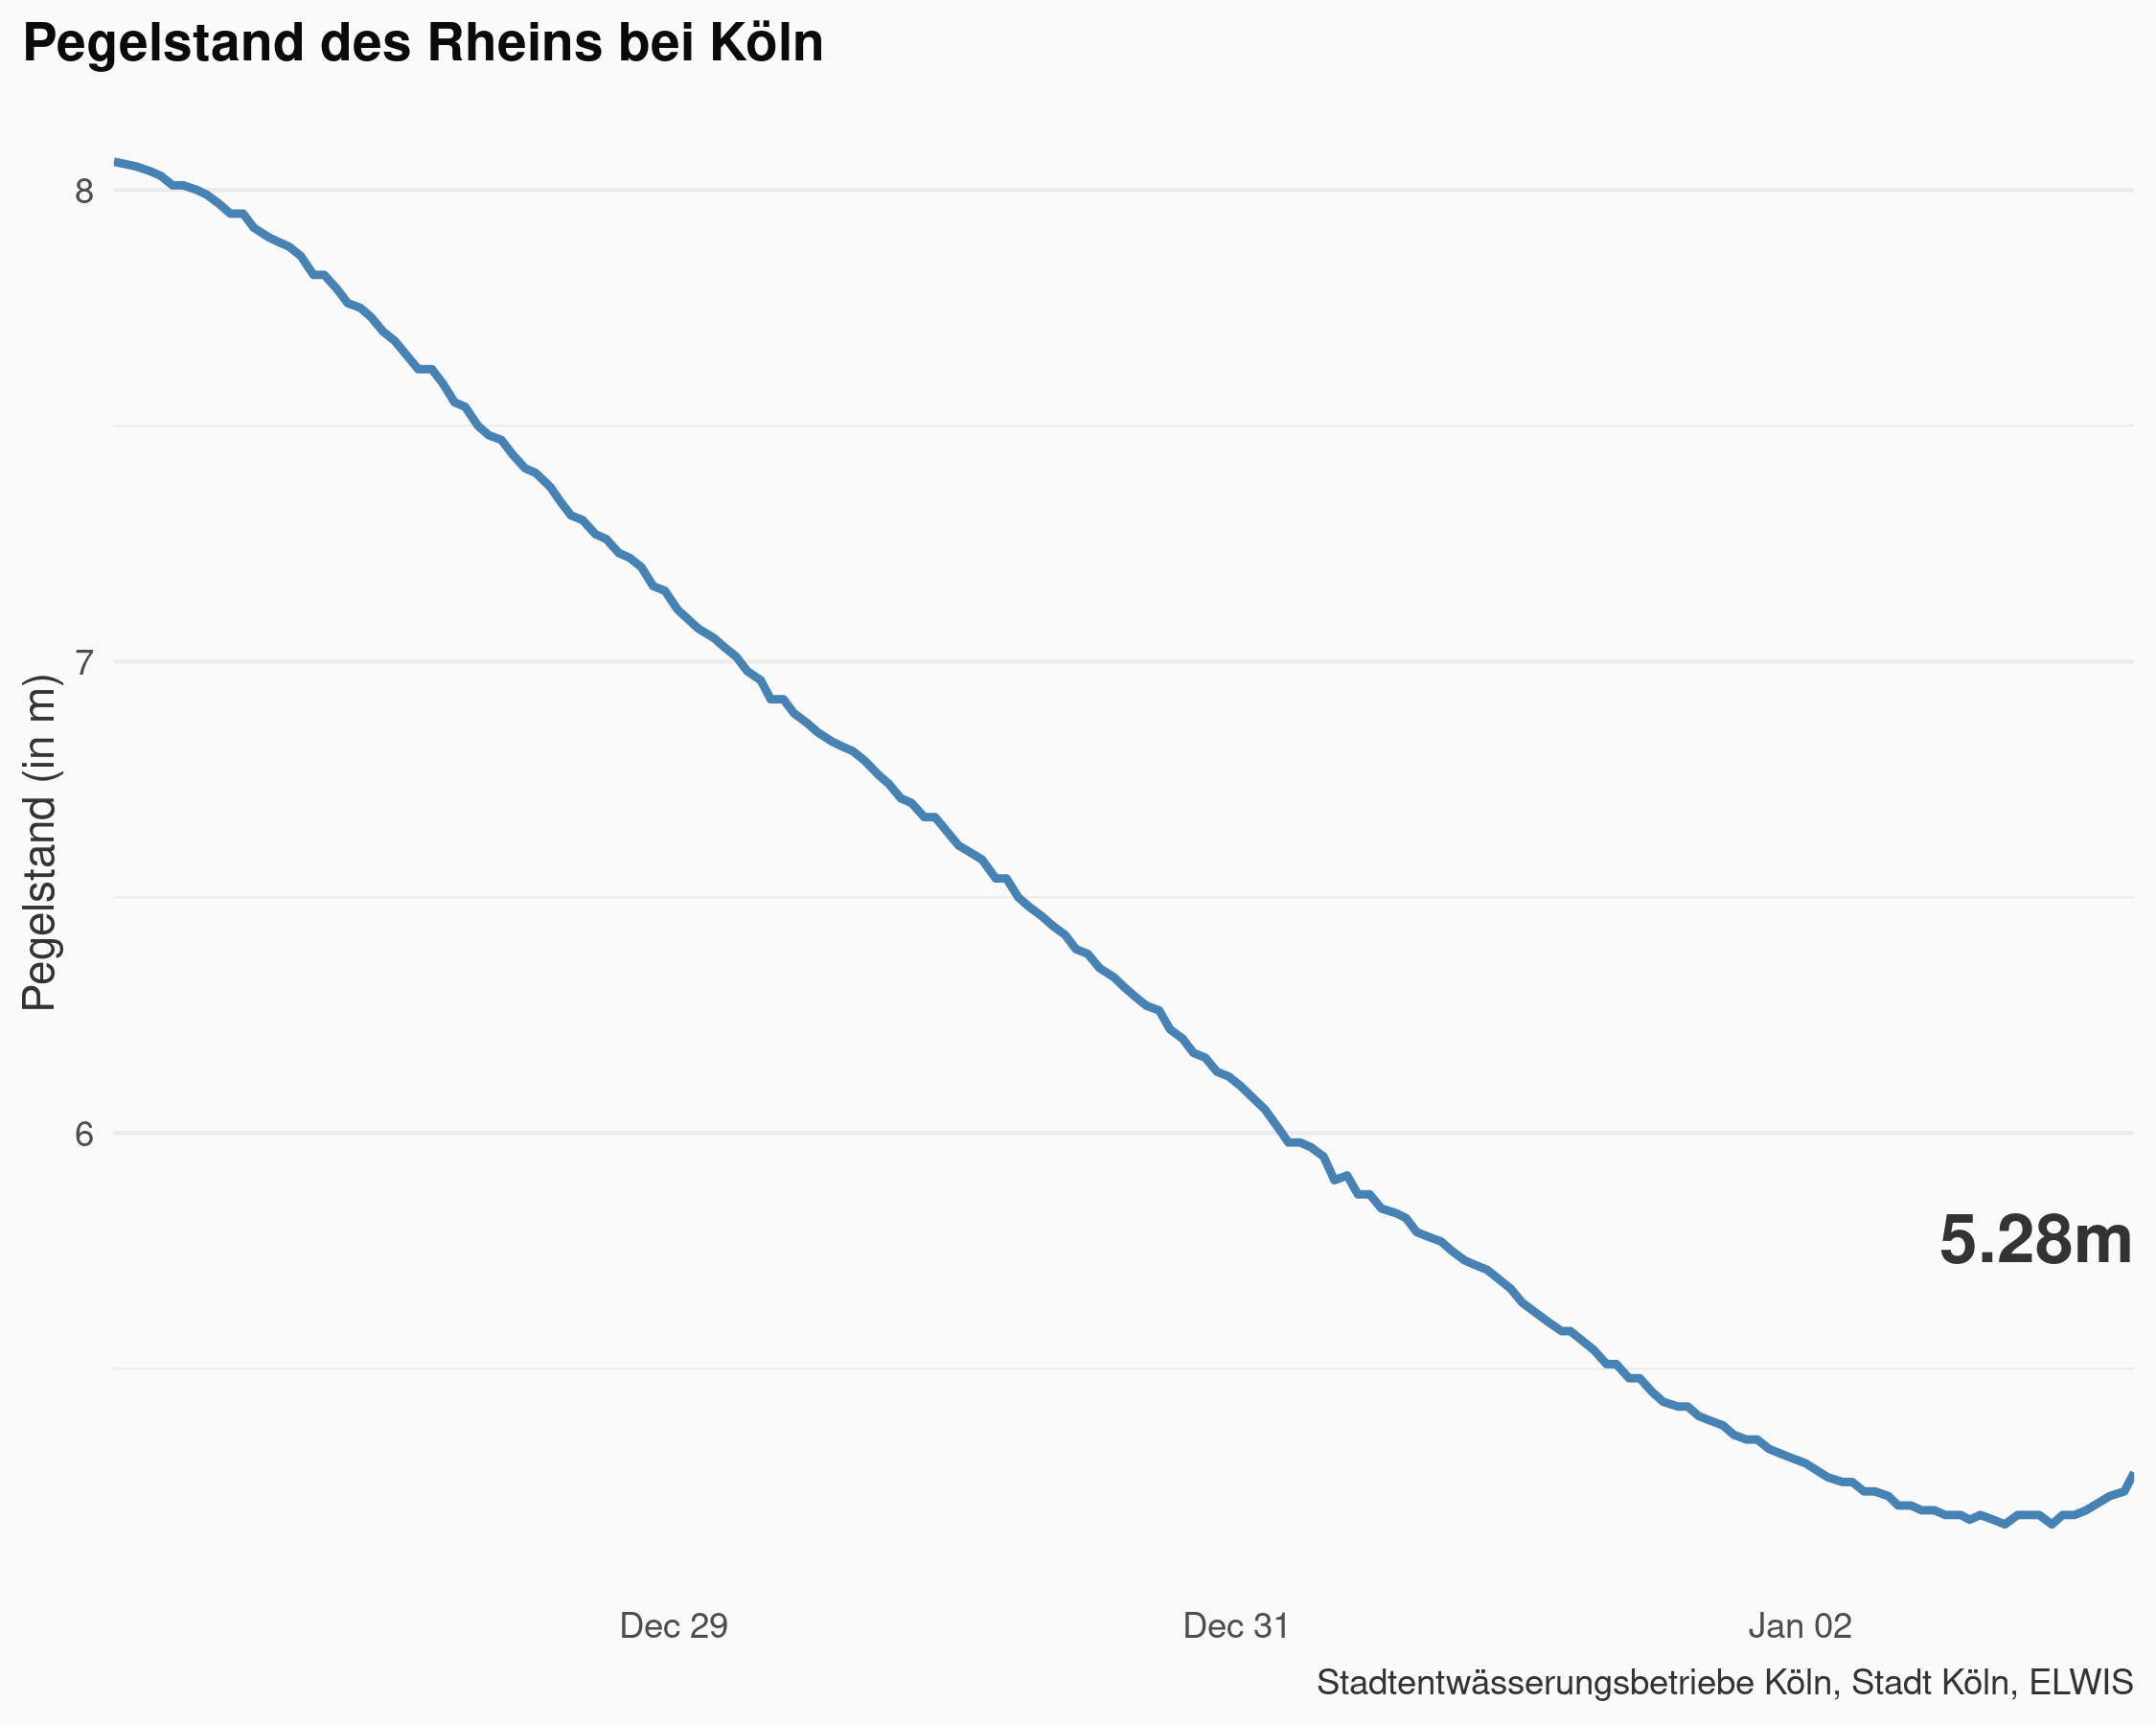 Pegelstand des Rheins bei Köln
8
7
6
Pegelstand (in m)
5.28m
Dec 29
Dec 31
Jan 02
Stadtentwässerungsbetriebe Köln, Stadt Köln, ELWIS